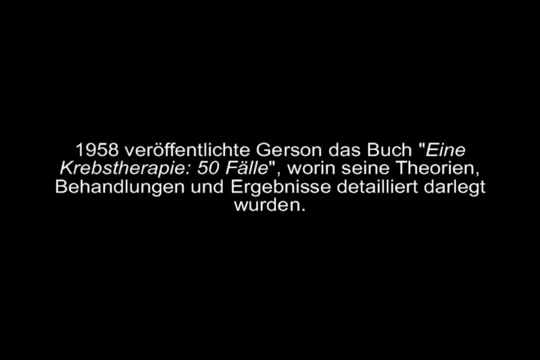 1958 veröffentlichte Gerson das Buch "Eine
Krebstherapie: 50 Fälle", worin seine Theorien,
Behandlungen und Ergebnisse detailliert darlegt
wurden.